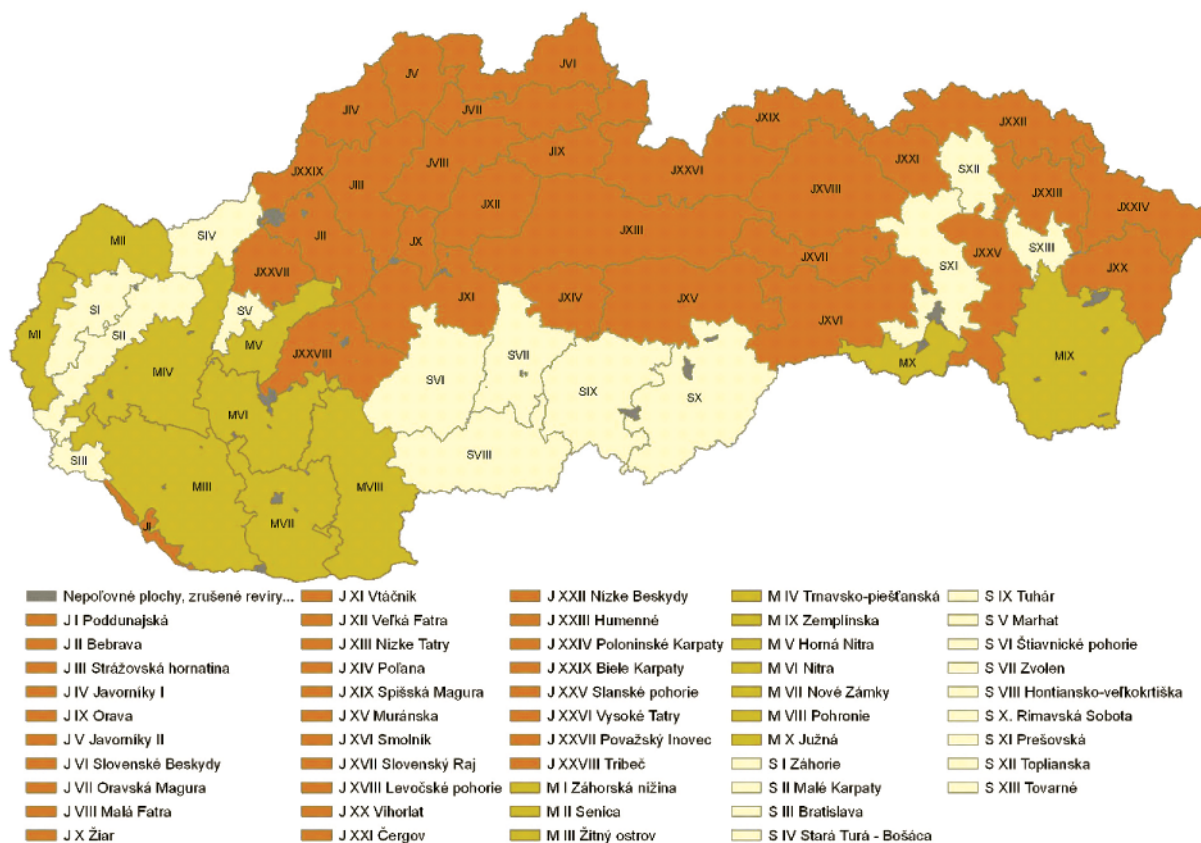 JVI
JV
JIV
JVII
JXIX
JXXII
JIX
JVIII
JXXI
JXXVI
SXII
JXXIX
JIII
JXVIII
JXXIII
JXII
JXXIV
MII
SIV
JII
JX
JXIII
SXIII
JXXV
JXXVII
JXVII
SXI
JXX
SI
JXI
JXIV
JXV
SV
MI
SII
JXVI
MV
JXXVIII
SVII
MIX
MX
MIV
SVI
SIX
SX
MVI
SVIII
SIII
MIII
MVIII
MVII
JI
Nepoľovné plochy, zrušené revíry...
J I Poddunajská
J II Bebrava
J III Strážovská hornatina
J IV Javorníky I
J IX Orava
J V Javorníky II
J VI Slovenské Beskydy
J VII Oravská Magura
J VIII Malá Fatra
J X Žiar
J XI Vtáčnik
J XII Veľká Fatra
J XIII Nízke Tatry
J XIV Poľana
J XIX Spišská Magura
J XV Muránska
J XVI Smolník
J XVII Slovenský Raj
J XVIII Levočské pohorie
J XX Vihorlat
J XXI Čergov
J XXII Nízke Beskydy
J XXIII Humenné
J XXIV Poloninské Karpaty
J XXIX Biele Karpaty
J XXV Slanské pohorie
J XXVI Vysoké Tatry
J XXVII Považský Inovec
J XXVIII Tribeč
M I Záhorská nížina
M II Senica
M III Žitný ostrov
M IV Trnavsko-piešťanská
M IX Zemplínska
M V Horná Nitra
M VI Nitra
M VII Nové Zámky
M VIII Pohronie
M X Južná
S I Záhorie
S II Malé Karpaty
S III Bratislava
S IV Stará Turá - Bošáca
S IX Tuhár
S V Marhat
S VI Štiavnické pohorie
S VII Zvolen
S VIII Hontiansko-veľkokrtíška
S X. Rimavská Sobota
S XI Prešovská
S XII Toplianska
S XIII Tovarné